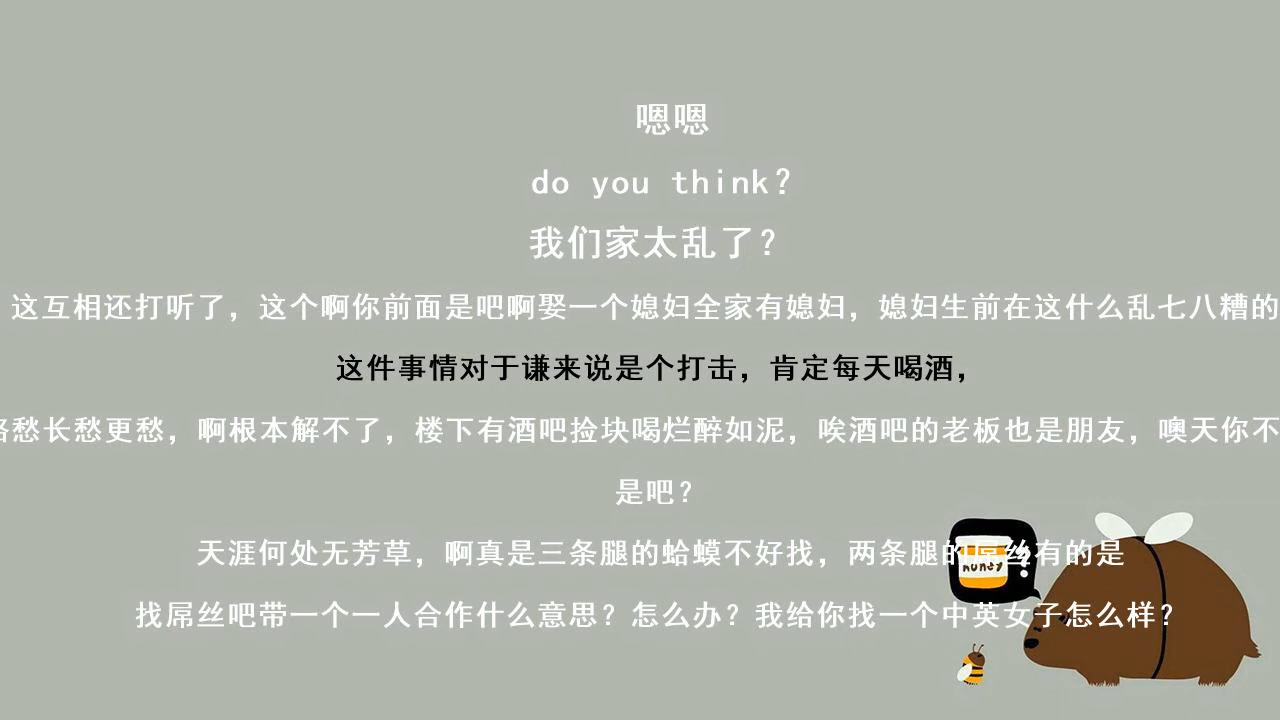 嗯嗯
do you think？
我们家太乱了？
这互相还打听了，这个啊你前面是吧啊娶一个媳妇全家有媳妇，媳妇生前在这什么乱七八糟的
这件事情对于谦来说是个打击，肯定每天喝酒，
愁长愁更愁，啊根本解不了，楼下有酒吧捡块喝烂醉如泥，唉酒吧的老板也是朋友，噢天你不
是吧？
天涯何处无芳草，啊真是三条腿的蛤蟆不好找，两条腿的屌丝有的是
hunny
找屌丝吧带一个一人合作什么意思？怎么办？我给你找一个中英女子怎么样？